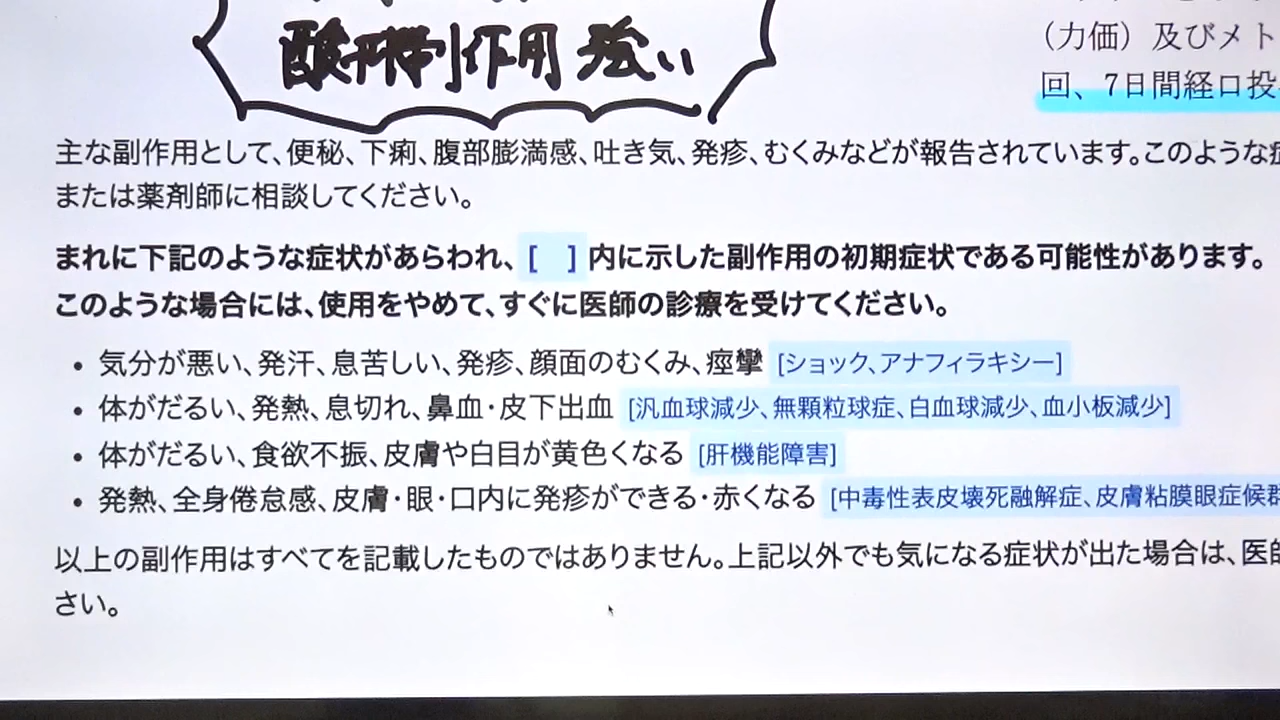 酸抑制作用 強い
（力価）及びメト
回、7日間経口投
主な副作用として、便秘、下痢、腹部膨満感、吐き気、発疹、むくみなどが報告されています。このような症
または薬剤師に相談してください。
まれに下記のような症状があらわれ、[ ]内に示した副作用の初期症状である可能性があります。
このような場合には、使用をやめて、すぐに医師の診療を受けてください。
• 気分が悪い、発汗、息苦しい、発疹、顔面のむくみ、痙攣 [ショック、アナフィラキシー]
• 体がだるい、発熱、息切れ、鼻血・皮下出血 [汎血球減少、無顆粒球症、白血球減少、血小板減少]
• 体がだるい、食欲不振、皮膚や白目が黄色くなる [肝機能障害]
• 発熱、全身倦怠感、皮膚・眼・口内に発疹ができる・赤くなる [中毒性表皮壊死融解症、皮膚粘膜眼症候群
以上の副作用はすべてを記載したものではありません。上記以外でも気になる症状が出た場合は、医師
さい。